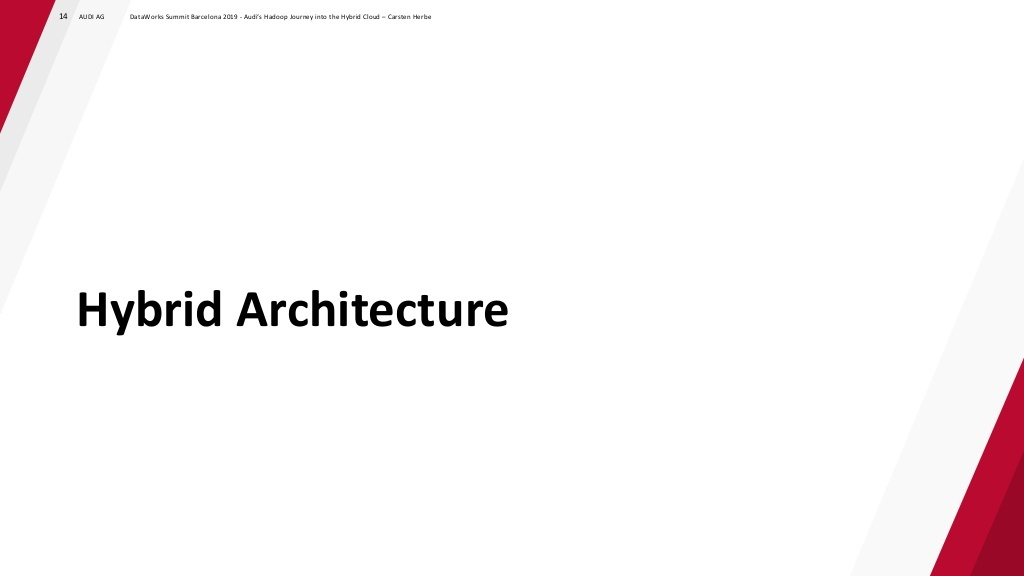 14 AUDI AG DataWorks Summit Barcelona 2019 - Audi's Hadoop Journey into the Hybrid Cloud – Carsten Herbe
Hybrid Architecture